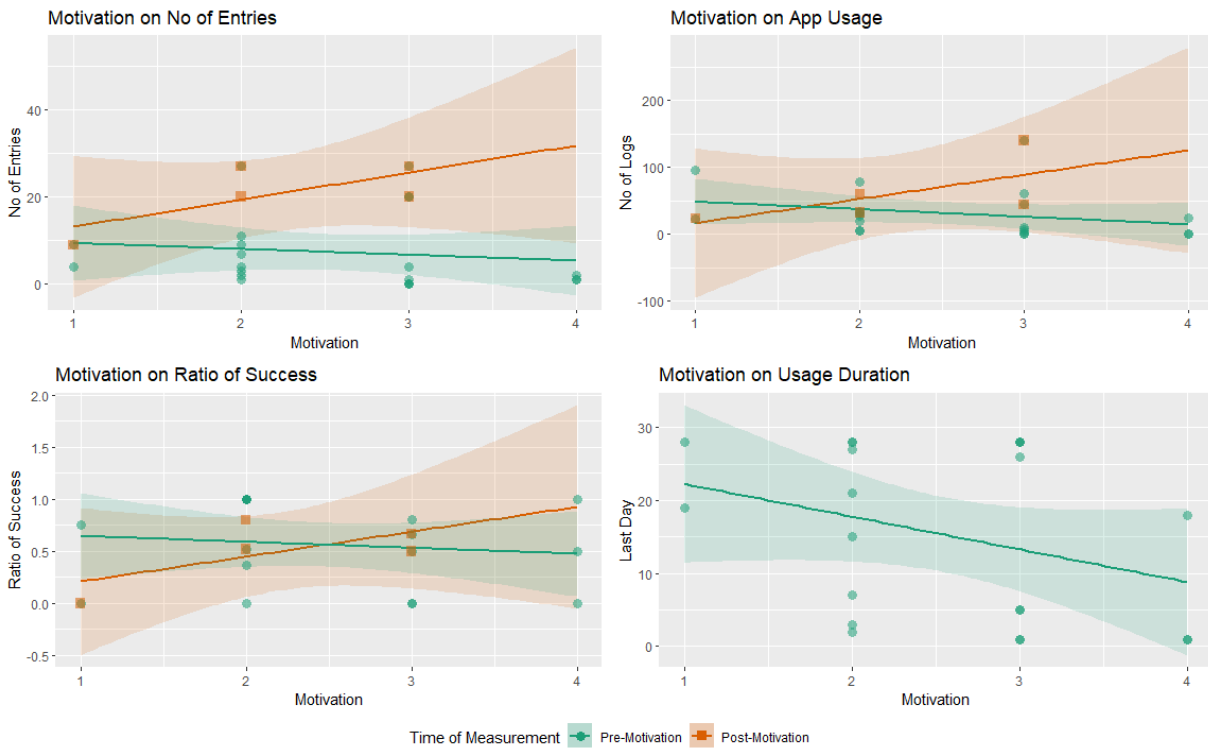 Motivation on No of Entries
No of Entries
40
20
0
1 2 3 4
Motivation
Motivation on App Usage
No of Logs
200
100
0
-100
1 2 3 4
Motivation
Motivation on Ratio of Success
Ratio of Success
2.0
1.5
1.0
0.5
0.0
-0.5
1 2 3 4
Motivation
Motivation on Usage Duration
Last Day
30
20
10
0
1 2 3 4
Motivation
Time of Measurement Pre-Motivation Post-Motivation